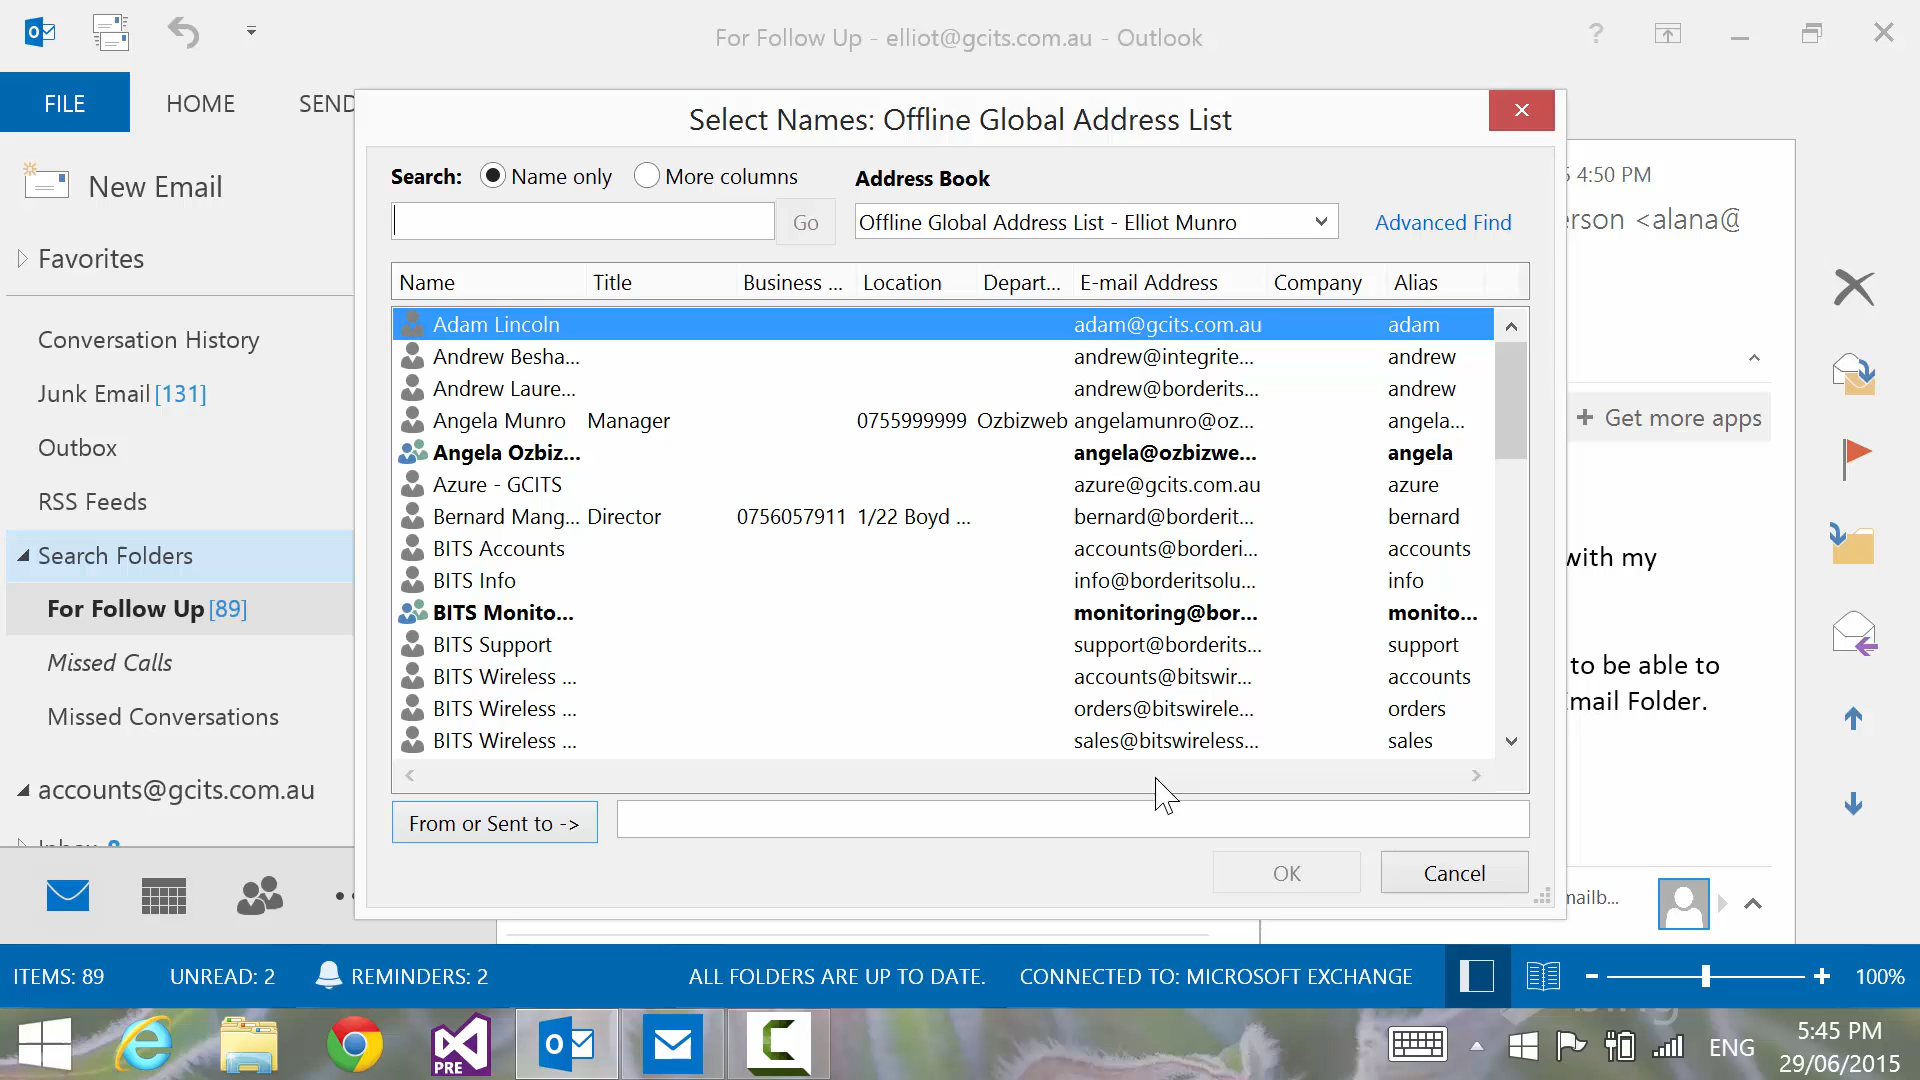 For Follow Up - elliot@gcits.com.au - Outlook
?
FILE
HOME
SEND
Select Names: Offline Global Address List
New Email
Favorites
Conversation History
Junk Email [131]
Outbox
RSS Feeds
Search Folders
For Follow Up [89]
Missed Calls
Missed Conversations
accounts@gcits.com.au
Search:
Name only
More columns
Address Book
Go
Offline Global Address List - Elliot Munro
Advanced Find
Name Title Business ... Location Depart... E-mail Address Company Alias
Adam Lincoln adam@gcits.com.au adam
Andrew Besha... andrew@integrite... andrew
Andrew Laure... andrew@borderits... andrew
Angela Munro Manager 0755999999 Ozbizweb angelamunro@oz... angela...
Angela Ozbiz... angela@ozbizwe... angela
Azure - GCITS azure@gcits.com.au azure
Bernard Mang... Director 0756057911 1/22 Boyd ... bernard@borderit... bernard
BITS Accounts accounts@borderi... accounts
BITS Info info@borderitsolu... info
BITS Monito... monitoring@bor... monito...
BITS Support support@borderits... support
BITS Wireless ... accounts@bitswir... accounts
BITS Wireless ... orders@bitswirele... orders
BITS Wireless ... sales@bitswireless... sales
From or Sent to ->
OK
Cancel
4:50 PM
erson <alana@
+ Get more apps
with my
to be able to
mail Folder.
mailb...
ITEMS: 89
UNREAD: 2
REMINDERS: 2
ALL FOLDERS ARE UP TO DATE.
CONNECTED TO: MICROSOFT EXCHANGE
100%
PRE
ENG
5:45 PM
29/06/2015